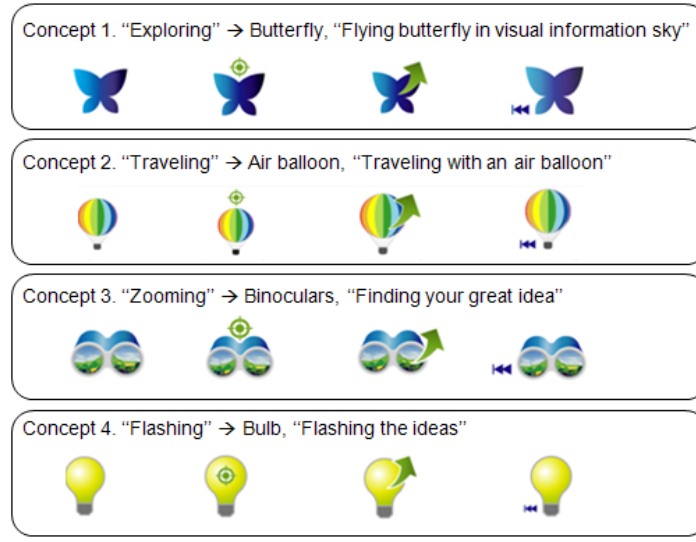 Concept 1. “Exploring” → Butterfly, “Flying butterfly in visual information sky”
Concept 2. “Traveling” → Air balloon, “Traveling with an air balloon”
Concept 3. “Zooming” → Binoculars, “Finding your great idea”
Concept 4. “Flashing” → Bulb, “Flashing the ideas”